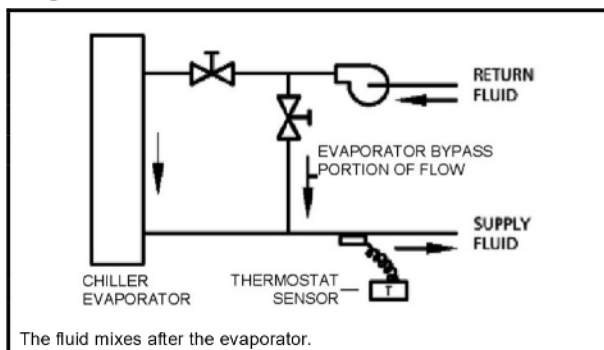 RETURN
FLUID
EVAPORATOR BYPASS
PORTION OF FLOW
SUPPLY
FLUID
CHILLER
EVAPORATOR
THERMOSTAT
SENSOR
T
The fluid mixes after the evaporator.